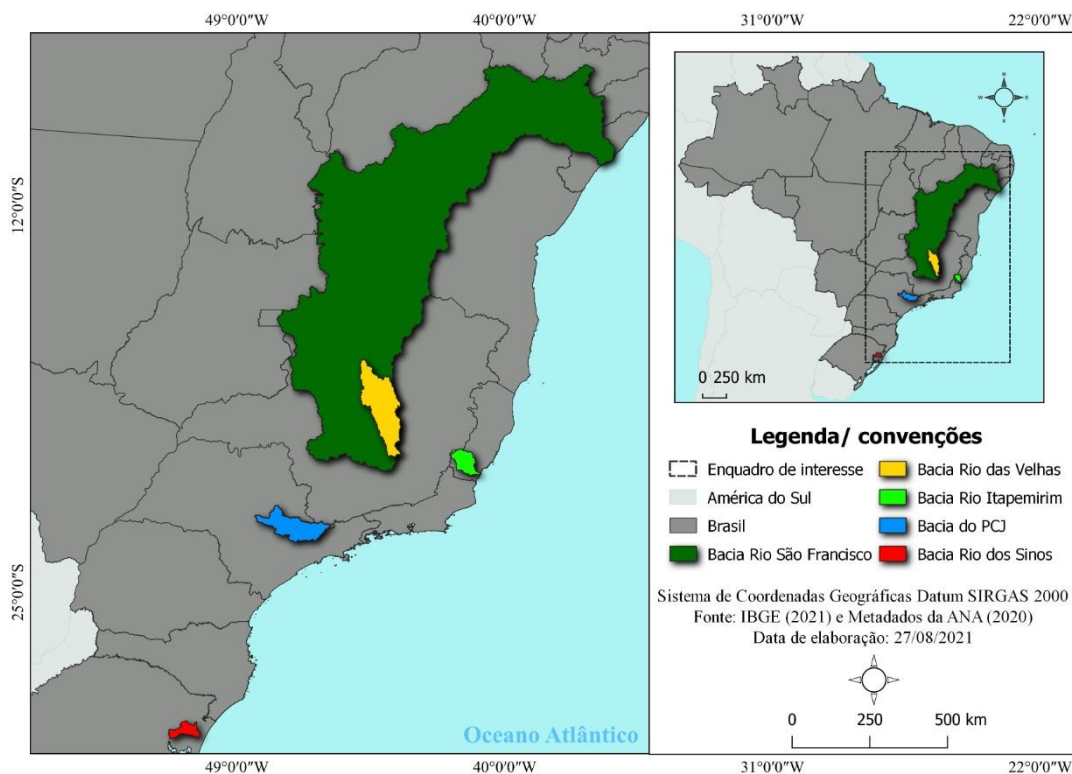 49°0'0"W 40°0'0"W 31°0'0"W 22°0'0"W
12°0'0"S
23°0'0"S
Oceano Atlântico
49°0'0"W 40°0'0"W 31°0'0"W 22°0'0"W
N
W E
S
0 250 km
Legenda/ convenções
Enquadro de interesse
América do Sul
Brasil
Bacia Rio São Francisco
Bacia Rio das Velhas
Bacia Rio Itapemirim
Bacia do PCJ
Bacia Rio dos Sinos
Sistema de Coordenadas Geográficas Datum SIRGAS 2000
Fonte: IBGE (2021) e Metadados da ANA (2020)
Data de elaboração: 27/08/2021
0 250 500 km